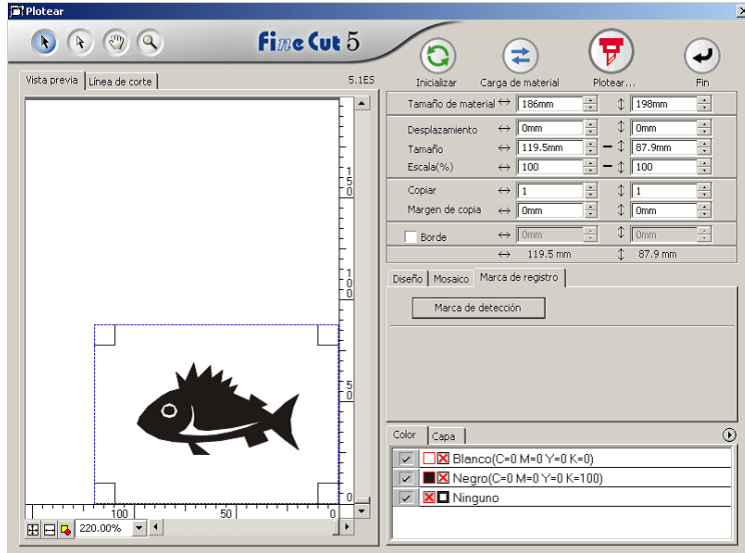 Plotear
FineCut 5
Inicializar
Carga de material
Plotear...
Fin
Vista previa
Línea de corte
5.1ES
Tamaño de material 186mm 198mm
Desplazamiento 0mm 0mm
Tamaño 119.5mm 87.9mm
Escala(%) 100 100
Copiar 1 1
Margen de copia 0mm 0mm
Borde 0mm 0mm
119.5 mm 87.9 mm
Diseño Mosaico Marca de registro
Marca de detección
150
100
50
0
100 50 0
220.00%
Color Capa
Blanco(C=0 M=0 Y=0 K=0)
Negro(C=0 M=0 Y=0 K=100)
Ninguno